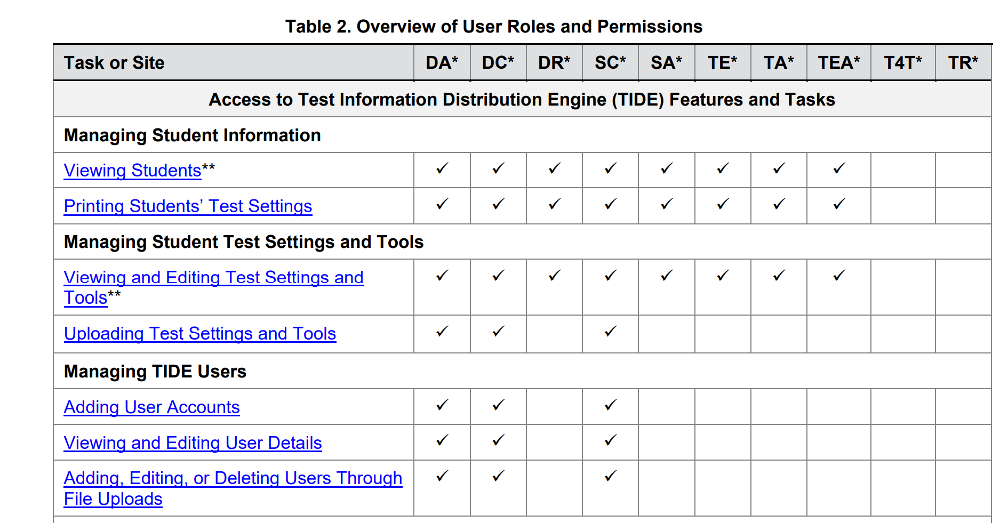 Table 2. Overview of User Roles and Permissions
Task or Site DA* DC* DR* SC* SA* TE* TA* TEA* T4T* TR*
Access to Test Information Distribution Engine (TIDE) Features and Tasks
Managing Student Information
Viewing Students** ✓ ✓ ✓ ✓ ✓ ✓ ✓ ✓
Printing Students’ Test Settings ✓ ✓ ✓ ✓ ✓ ✓ ✓ ✓
Managing Student Test Settings and Tools
Viewing and Editing Test Settings and ✓ ✓ ✓ ✓ ✓ ✓ ✓ ✓
Tools**
Uploading Test Settings and Tools ✓ ✓ ✓
Managing TIDE Users
Adding User Accounts ✓ ✓ ✓
Viewing and Editing User Details ✓ ✓ ✓
Adding, Editing, or Deleting Users Through ✓ ✓ ✓
File Uploads